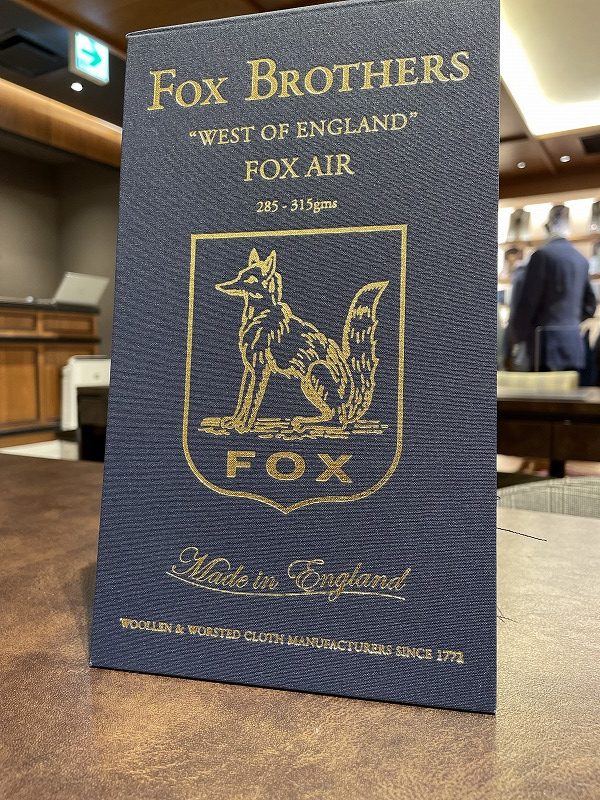 FOX BROTHERS
"WEST OF ENGLAND"
FOX AIR
285 - 315gms
FOX
Made in England
WOOLLEN & WORSTED CLOTH MANUFACTURERS SINCE 1772